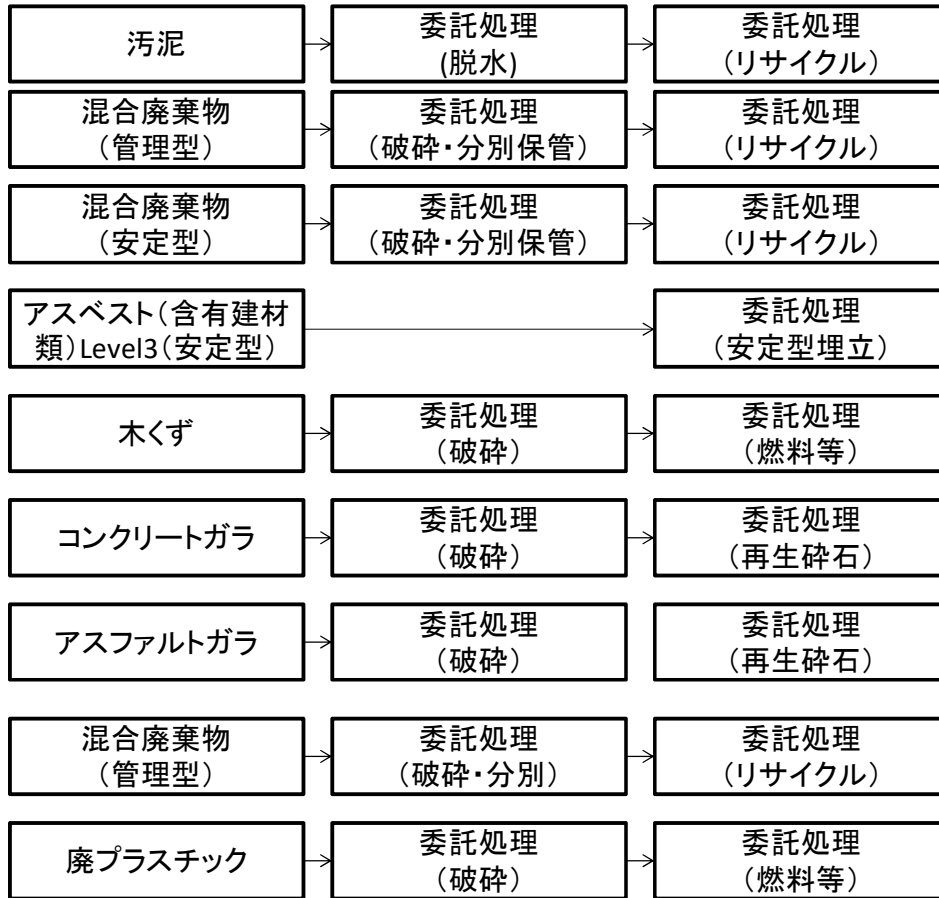 汚泥
委託処理
(脱水)
委託処理
（リサイクル）
混合廃棄物
（管理型）
委託処理
（破砕・分別保管）
委託処理
（リサイクル）
混合廃棄物
（安定型）
委託処理
（破砕・分別保管）
委託処理
（リサイクル）
アスベスト（含有建材
類）Level3（安定型）
委託処理
（安定型埋立）
木くず
委託処理
（破砕）
委託処理
（燃料等）
コンクリートガラ
委託処理
（破砕）
委託処理
（再生砕石）
アスファルトガラ
委託処理
（破砕）
委託処理
（再生砕石）
混合廃棄物
（管理型）
委託処理
（破砕・分別）
委託処理
（リサイクル）
廃プラスチック
委託処理
（破砕）
委託処理
（燃料等）